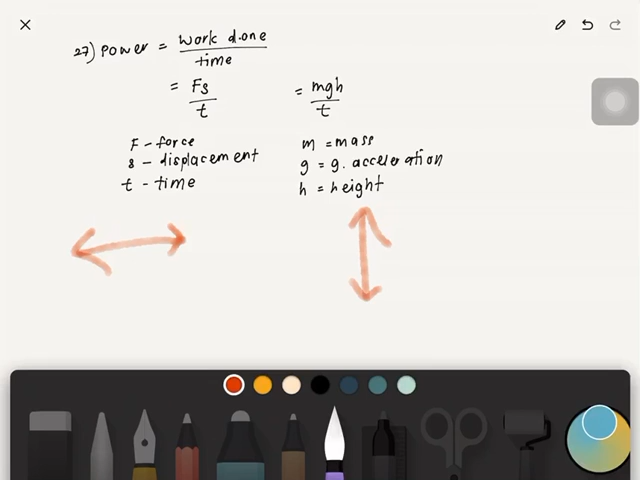 27) Power = work done
time
= Fs = mgh
t t
F - force m = mass
s - displacement g = g. acceleration
t - time h = height